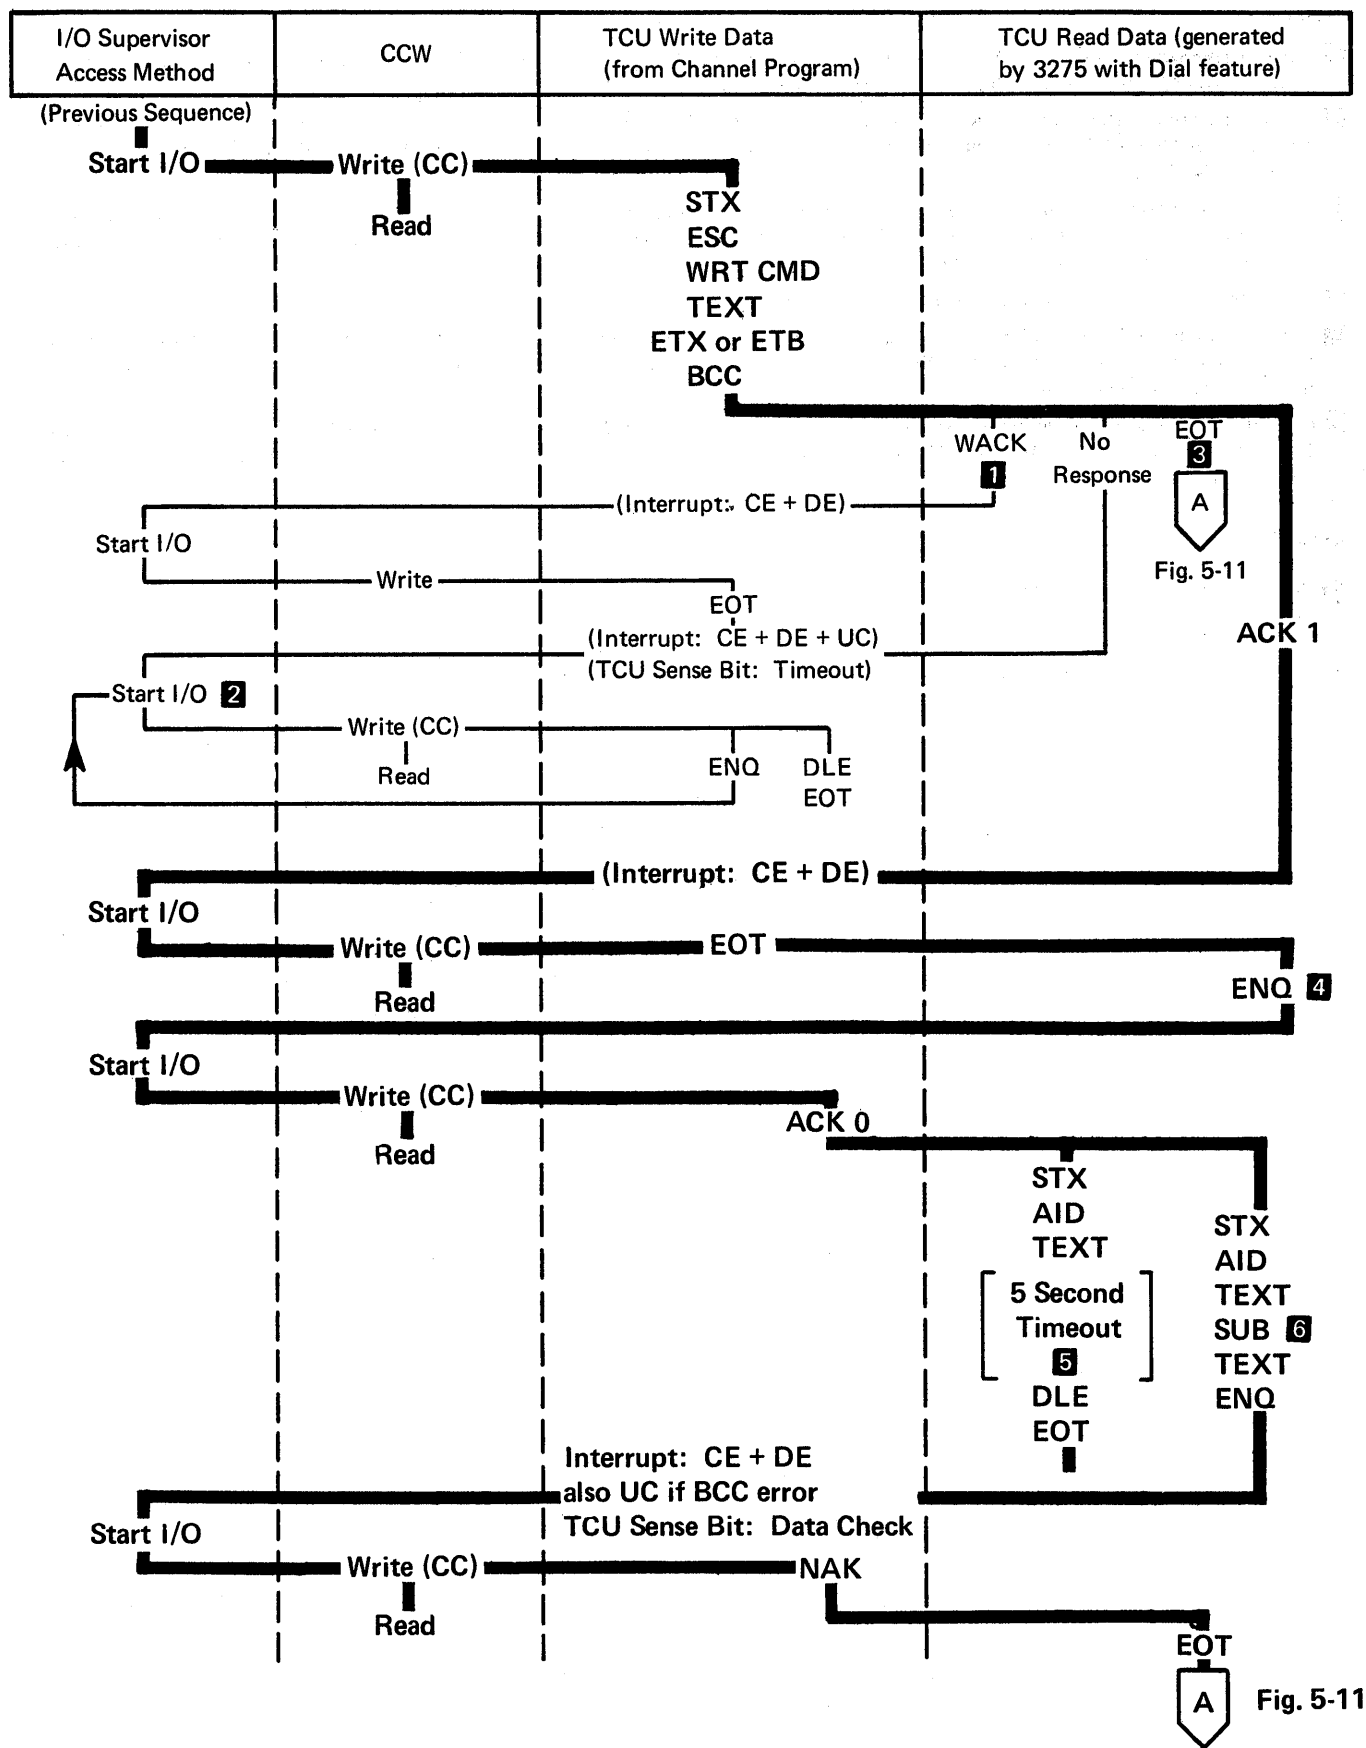 I/O Supervisor
Access Method
CCW
TCU Write Data
(from Channel Program)
TCU Read Data (generated
by 3275 with Dial feature)
(Previous Sequence)
Start I/O
Write (CC)
Read
STX
ESC
WRT CMD
TEXT
ETX or ETB
BCC
WACK
1
No
Response
EOT
3
A
Fig. 5-11
(Interrupt: CE + DE)
Start I/O
Write
EOT
ACK 1
(Interrupt: CE + DE + UC)
(TCU Sense Bit: Timeout)
Start I/O 2
Write (CC)
Read
ENQ
DLE
EOT
(Interrupt: CE + DE)
Start I/O
Write (CC)
EOT
Read
ENQ 4
Start I/O
Write (CC)
Read
ACK 0
STX
AID
TEXT
5 Second
Timeout
5
DLE
EOT
STX
AID
TEXT
SUB 6
TEXT
ENQ
Interrupt: CE + DE
also UC if BCC error
TCU Sense Bit: Data Check
Start I/O
Write (CC)
Read
NAK
EOT
A
Fig. 5-11